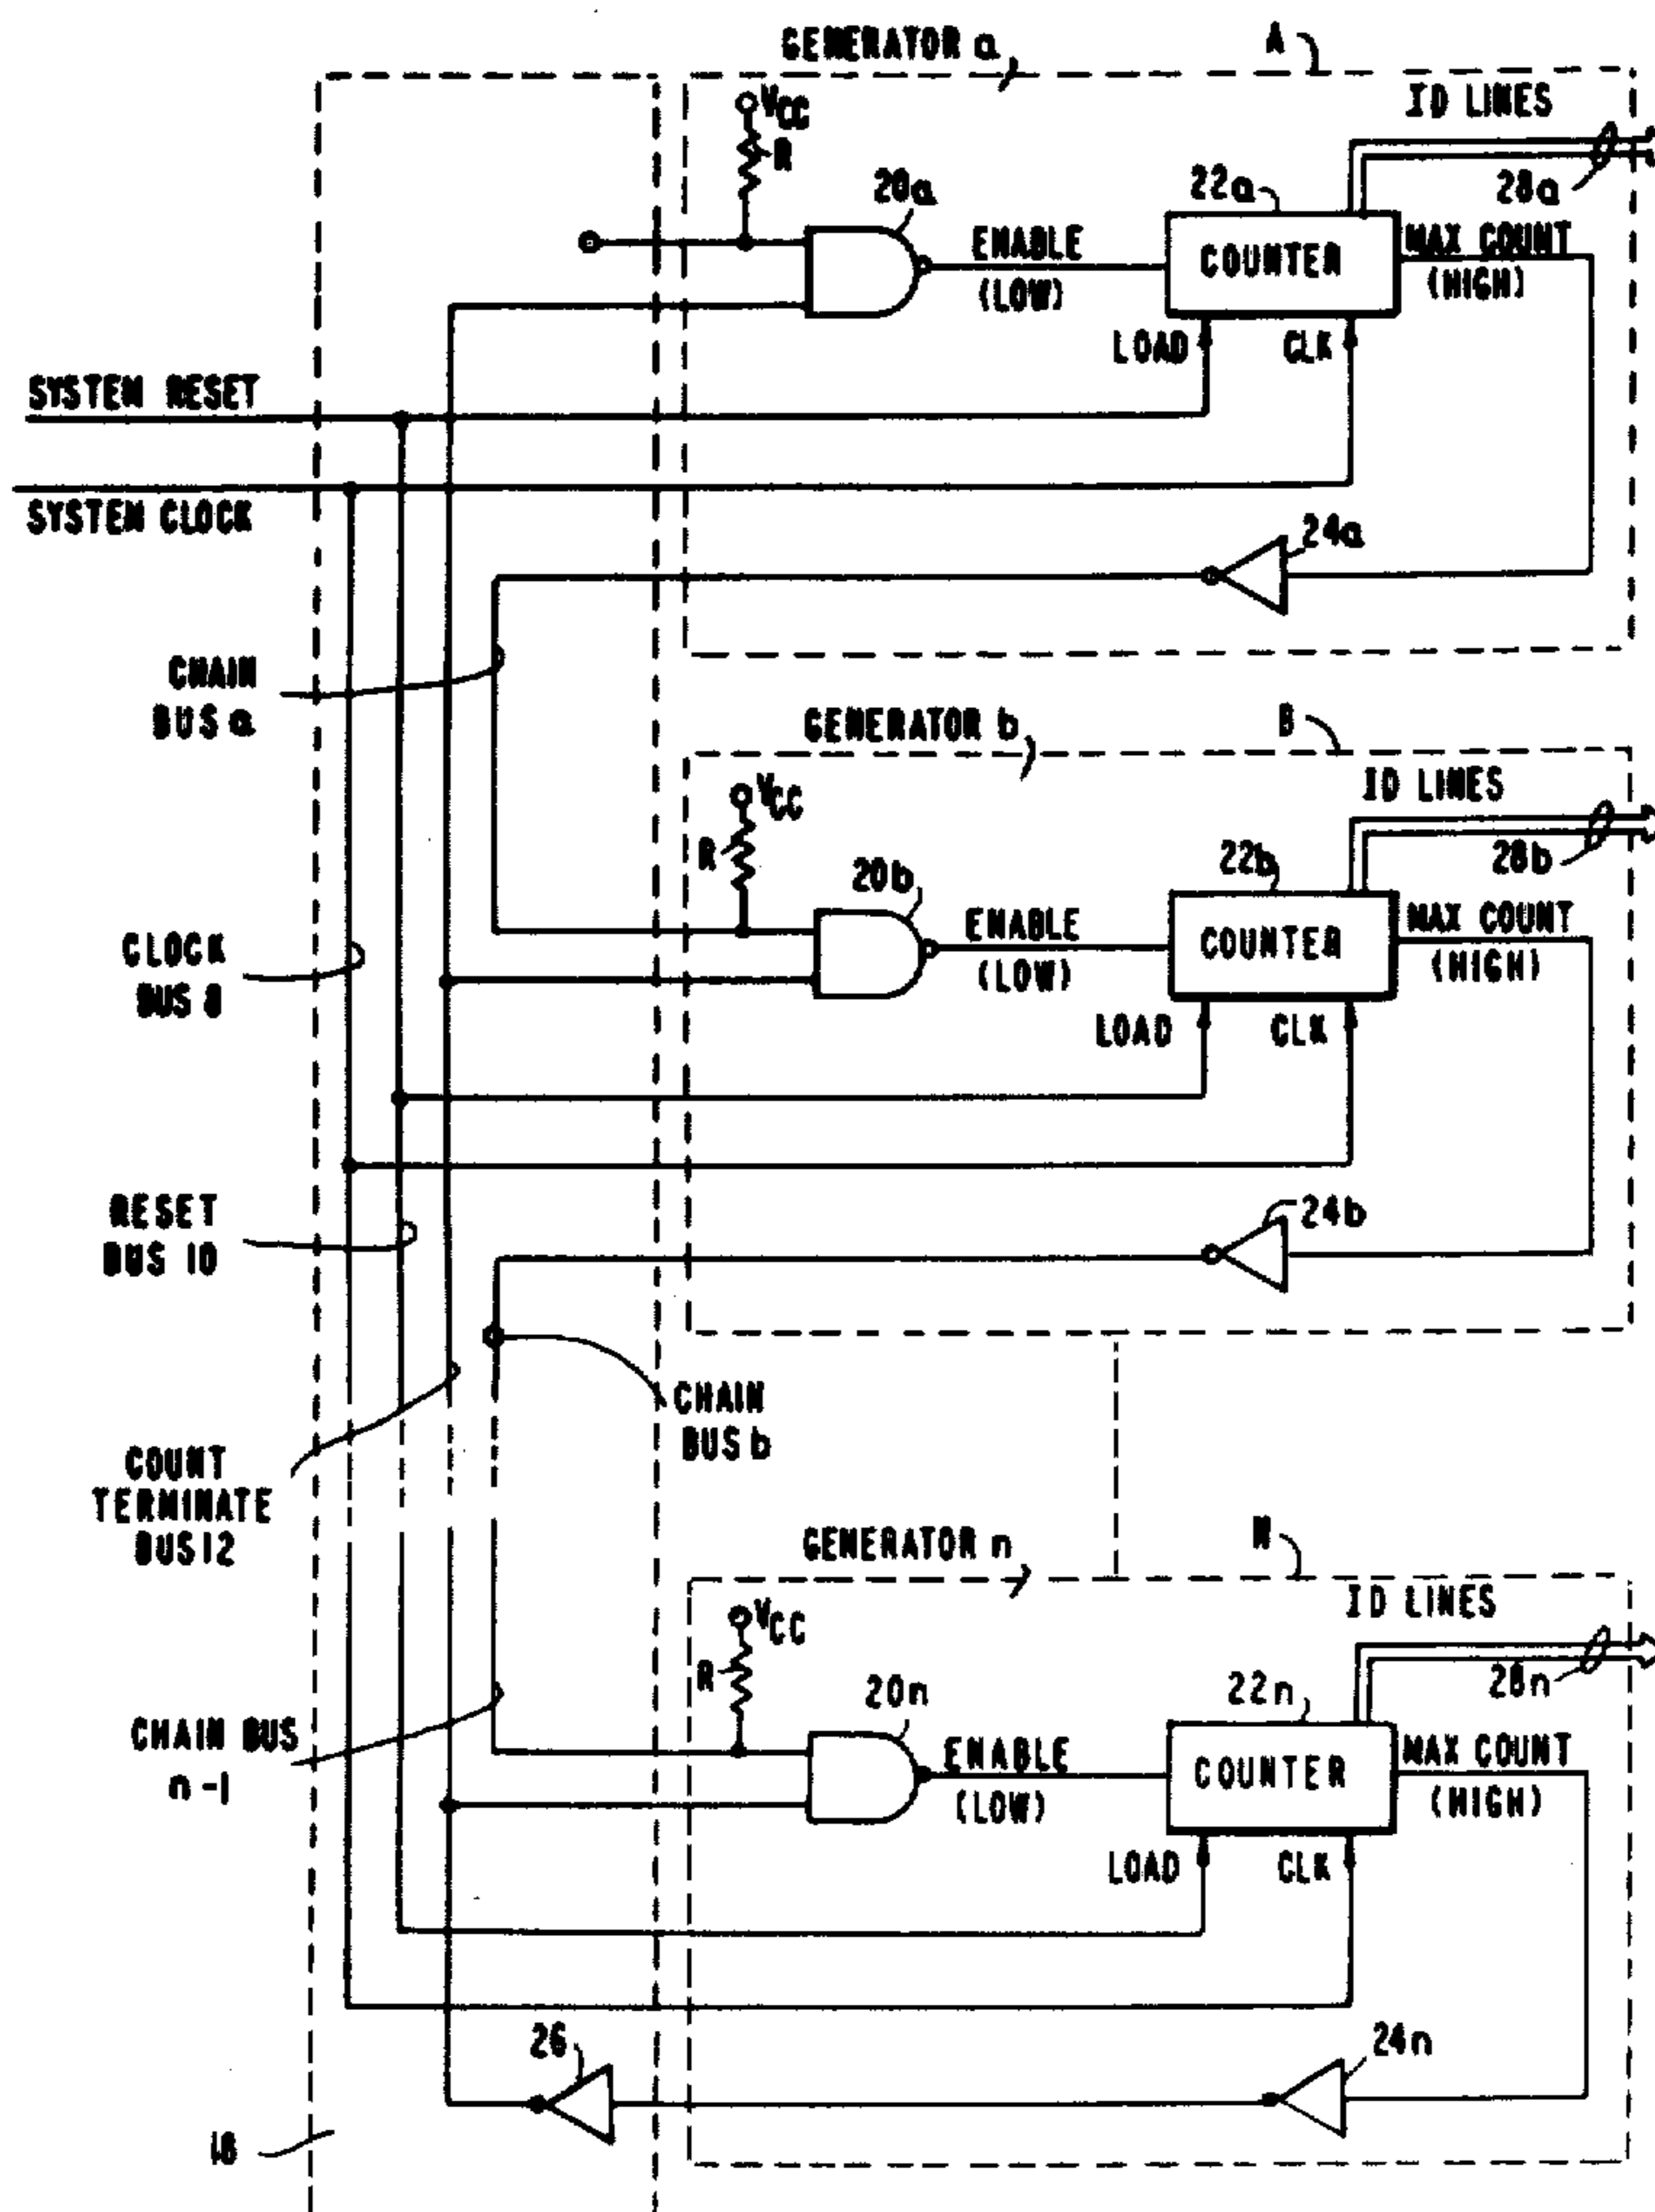 GENERATOR a
A
VCC
R
ID LINES
20a
22a
28a
ENABLE
(LOW)
COUNTER
MAX COUNT
(HIGH)
LOAD
CLK
SYSTEM RESET
SYSTEM CLOCK
24a
CHAIN
BUS a
GENERATOR b
B
VCC
R
ID LINES
20b
22b
28b
ENABLE
(LOW)
COUNTER
MAX COUNT
(HIGH)
CLOCK
BUS 8
LOAD
CLK
RESET
BUS 10
24b
CHAIN
BUS b
COUNT
TERMINATE
BUS 12
GENERATOR n
N
VCC
R
ID LINES
20n
22n
28n
CHAIN BUS
n-1
ENABLE
(LOW)
COUNTER
MAX COUNT
(HIGH)
LOAD
CLK
26
24n